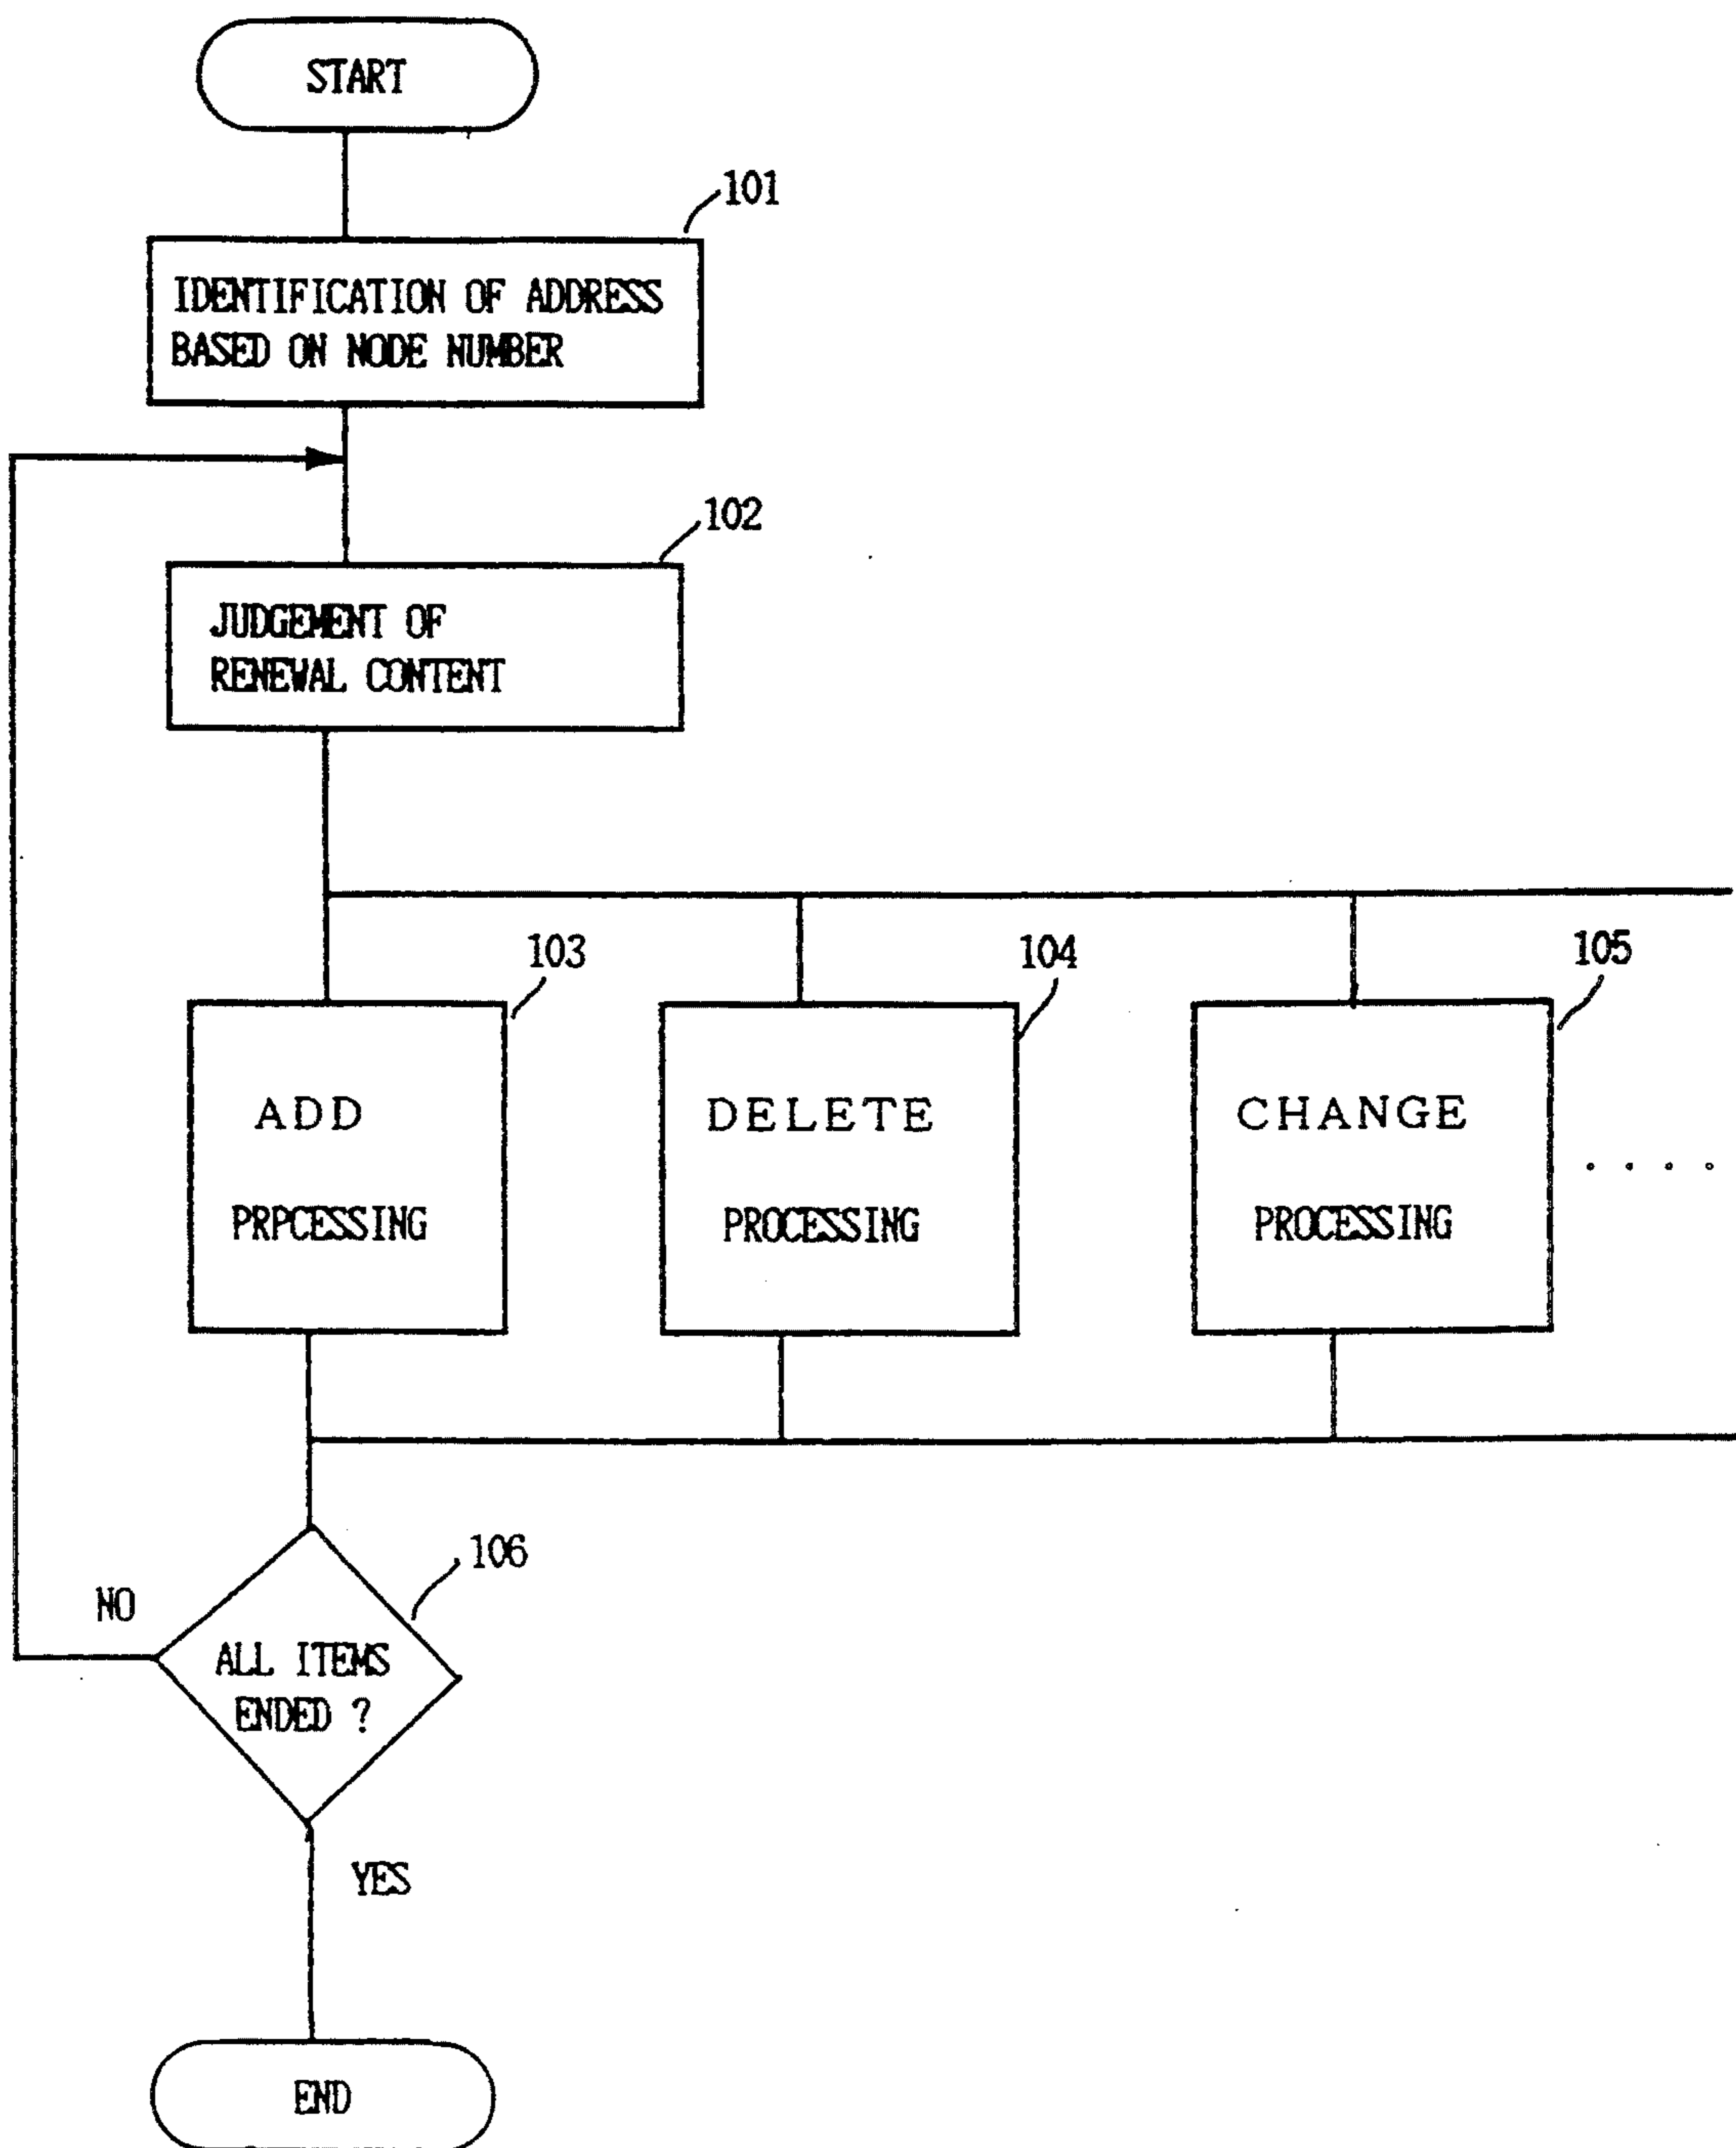 START
101
IDENTIFICATION OF ADDRESS
BASED ON NODE NUMBER
102
JUDGEMENT OF
RENEWAL CONTENT
103
104
105
ADD
PRPCESSING
DELETE
PROCESSING
CHANGE
PROCESSING
. . . .
106
NO
ALL ITEMS
ENDED ?
YES
END